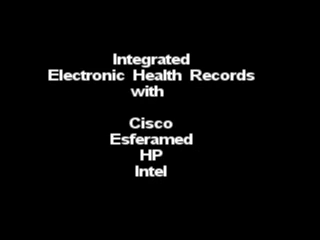 Integrated
Electronic Health Records
with
Cisco
Esferamed
HP
Intel